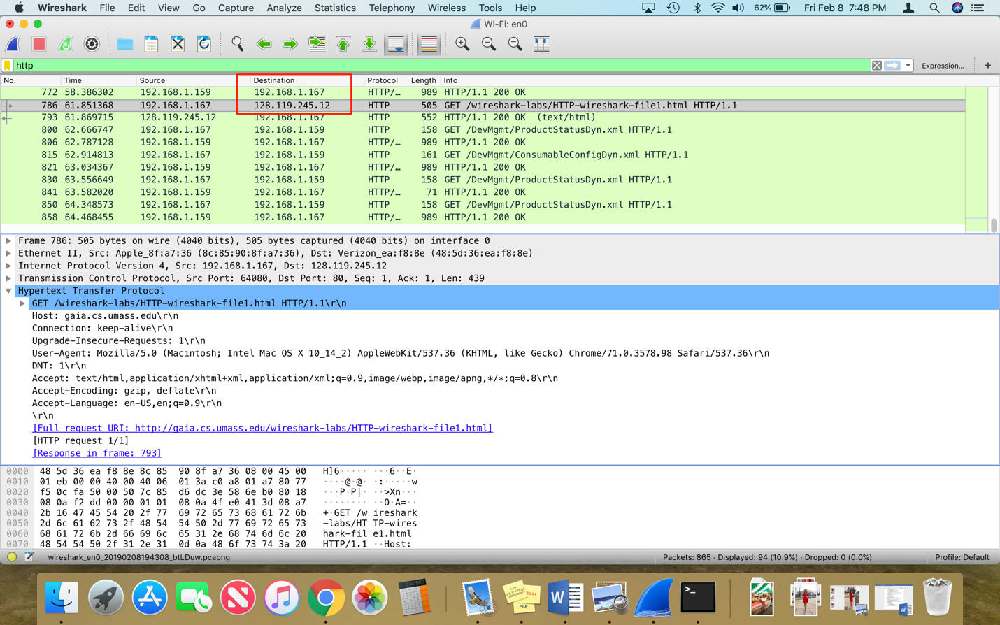 Wireshark File Edit View Go Capture Analyze Statistics Telephony Wireless Tools Help 62% Fri Feb 8 7:48 PM
Wi-Fi: en0
http Expression... +
No. Time Source Destination Protocol Length Info
772 58.386302 192.168.1.159 192.168.1.167 HTTP/… 989 HTTP/1.1 200 OK
786 61.851368 192.168.1.167 128.119.245.12 HTTP 505 GET /wireshark-labs/HTTP-wireshark-file1.html HTTP/1.1
793 61.869715 128.119.245.12 192.168.1.167 HTTP 552 HTTP/1.1 200 OK (text/html)
800 62.666747 192.168.1.167 192.168.1.159 HTTP 158 GET /DevMgmt/ProductStatusDyn.xml HTTP/1.1
806 62.787128 192.168.1.159 192.168.1.167 HTTP/… 989 HTTP/1.1 200 OK
815 62.914813 192.168.1.167 192.168.1.159 HTTP 161 GET /DevMgmt/ConsumableConfigDyn.xml HTTP/1.1
821 63.034367 192.168.1.159 192.168.1.167 HTTP/… 989 HTTP/1.1 200 OK
830 63.556649 192.168.1.167 192.168.1.159 HTTP 158 GET /DevMgmt/ProductStatusDyn.xml HTTP/1.1
841 63.582020 192.168.1.159 192.168.1.167 HTTP/… 71 HTTP/1.1 200 OK
850 64.348573 192.168.1.167 192.168.1.159 HTTP 158 GET /DevMgmt/ProductStatusDyn.xml HTTP/1.1
858 64.468455 192.168.1.159 192.168.1.167 HTTP/… 989 HTTP/1.1 200 OK
Frame 786: 505 bytes on wire (4040 bits), 505 bytes captured (4040 bits) on interface 0
Ethernet II, Src: Apple_8f:a7:36 (8c:85:90:8f:a7:36), Dst: Verizon_ea:f8:8e (48:5d:36:ea:f8:8e)
Internet Protocol Version 4, Src: 192.168.1.167, Dst: 128.119.245.12
Transmission Control Protocol, Src Port: 64080, Dst Port: 80, Seq: 1, Ack: 1, Len: 439
Hypertext Transfer Protocol
GET /wireshark-labs/HTTP-wireshark-file1.html HTTP/1.1\r\n
Host: gaia.cs.umass.edu\r\n
Connection: keep-alive\r\n
Upgrade-Insecure-Requests: 1\r\n
User-Agent: Mozilla/5.0 (Macintosh; Intel Mac OS X 10_14_2) AppleWebKit/537.36 (KHTML, like Gecko) Chrome/71.0.3578.98 Safari/537.36\r\n
DNT: 1\r\n
Accept: text/html,application/xhtml+xml,application/xml;q=0.9,image/webp,image/apng,*/*;q=0.8\r\n
Accept-Encoding: gzip, deflate\r\n
Accept-Language: en-US,en;q=0.9\r\n
\r\n
[Full request URI: http://gaia.cs.umass.edu/wireshark-labs/HTTP-wireshark-file1.html]
[HTTP request 1/1]
[Response in frame: 793]
0000 48 5d 36 ea f8 8e 8c 85 90 8f a7 36 08 00 45 00 H]6····· ···6··E·
0010 01 eb 00 00 40 00 40 06 01 3a c0 a8 01 a7 80 77 ····@·@· ·:·····w
0020 f5 0c fa 50 00 50 7c 85 d6 dc 3e 58 6e b0 80 18 ···P·P|· ··>Xn···
0030 08 0a f2 dd 00 00 01 01 08 0a 4f e0 41 3d 08 a7 ········ ··O·A=··
0040 2b 16 47 45 54 20 2f 77 69 72 65 73 68 61 72 6b +·GET /w ireshark
0050 2d 6c 61 62 73 2f 48 54 54 50 2d 77 69 72 65 73 -labs/HT TP-wires
0060 68 61 72 6b 2d 66 69 6c 65 31 2e 68 74 6d 6c 20 hark-fil e1.html
0070 48 54 54 50 2f 31 2e 31 0d 0a 48 6f 73 74 3a 20 HTTP/1.1 ··Host:
wireshark_en0_20190208194308_btLDuw.pcapng Packets: 865 · Displayed: 94 (10.9%) · Dropped: 0 (0.0%) Profile: Default